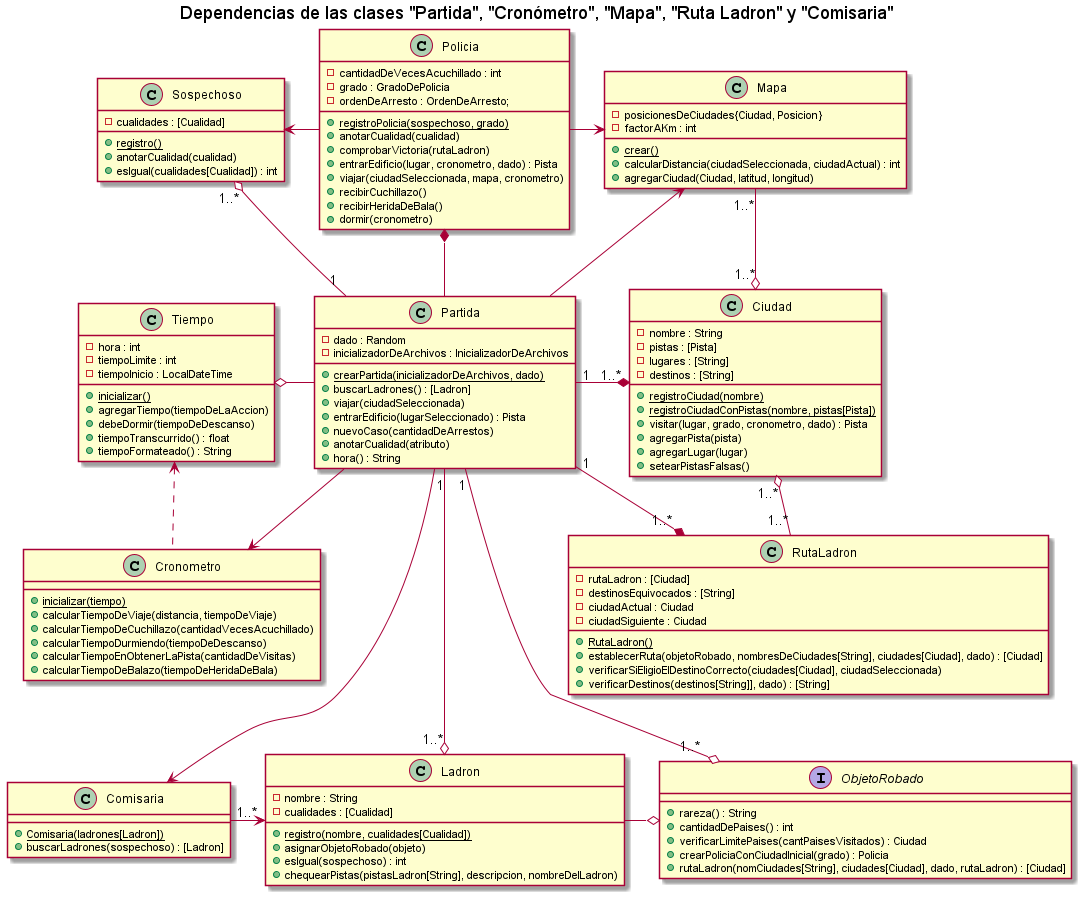 Dependencias de las clases "Partida", "Cronómetro", "Mapa", "Ruta Ladron" y "Comisaria"
C Policia
cantidadDeVecesAcuchillado : int
grado : GradoDePolicia
ordenDeArresto : OrdenDeArresto;
registroPolicia(sospechoso, grado)
anotarCualidad(cualidad)
comprobarVictoria(rutaLadron)
entrarEdificio(lugar, cronometro, dado) : Pista
viajar(ciudadSeleccionada, mapa, cronometro)
recibirCuchillazo()
recibirHeridaDeBala()
dormir(cronometro)
C Sospechoso
cualidades : [Cualidad]
registro()
anotarCualidad(cualidad)
esIgual(cualidades[Cualidad]) : int
C Mapa
posicionesDeCiudades{Ciudad, Posicion}
factorAKm : int
crear()
calcularDistancia(ciudadSeleccionada, ciudadActual) : int
agregarCiudad(Ciudad, latitud, longitud)
1..*
1
1..*
1..*
C Tiempo
hora : int
tiempoLimite : int
tiempoInicio : LocalDateTime
inicializar()
agregarTiempo(tiempoDeLaAccion)
debeDormir(tiempoDeDescanso)
tiempoTranscurrido() : float
tiempoFormateado() : String
C Partida
dado : Random
inicializadorDeArchivos : InicializadorDeArchivos
crearPartida(inicializadorDeArchivos, dado)
buscarLadrones() : [Ladron]
viajar(ciudadSeleccionada)
entrarEdificio(lugarSeleccionado) : Pista
nuevoCaso(cantidadDeArrestos)
anotarCualidad(atributo)
hora() : String
1 1..*
C Ciudad
nombre : String
pistas : [Pista]
lugares : [String]
destinos : [String]
registroCiudad(nombre)
registroCiudadConPistas(nombre, pistas[Pista])
visitar(lugar, grado, cronometro, dado) : Pista
agregarPista(pista)
agregarLugar(lugar)
setearPistasFalsas()
1
1..*
1..*
1..*
1
1
C Cronometro
inicializar(tiempo)
calcularTiempoDeViaje(distancia, tiempoDeViaje)
calcularTiempoDeCuchillazo(cantidadVecesAcuchillado)
calcularTiempoDurmiendo(tiempoDeDescanso)
calcularTiempoEnObtenerLaPista(cantidadDeVisitas)
calcularTiempoDeBalazo(tiempoDeHeridaDeBala)
C RutaLadron
rutaLadron : [Ciudad]
destinosEquivocados : [String]
ciudadActual : Ciudad
ciudadSiguiente : Ciudad
RutaLadron()
establecerRuta(objetoRobado, nombresDeCiudades[String], ciudades[Ciudad], dado) : [Ciudad]
verificarSiEligioElDestinoCorrecto(ciudades[Ciudad], ciudadSeleccionada)
verificarDestinos(destinos[String]], dado) : [String]
1..*
1..*
C Comisaria
Comisaria(ladrones[Ladron])
buscarLadrones(sospechoso) : [Ladron]
1..*
C Ladron
nombre : String
cualidades : [Cualidad]
registro(nombre, cualidades[Cualidad])
asignarObjetoRobado(objeto)
esIgual(sospechoso) : int
chequearPistas(pistasLadron[String], descripcion, nombreDelLadron)
I ObjetoRobado
rareza() : String
cantidadDePaises() : int
verificarLimitePaises(cantPaisesVisitados) : Ciudad
crearPoliciaConCiudadInicial(grado) : Policia
rutaLadron(nomCiudades[String], ciudades[Ciudad], dado, rutaLadron) : [Ciudad]